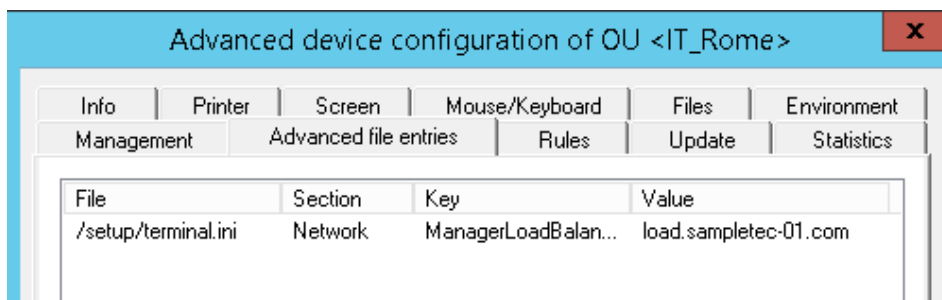 Advanced device configuration of OU <IT_Rome>
x
Info Printer Screen Mouse/Keyboard Files Environment
Management Advanced file entries Rules Update Statistics
File Section Key Value
/setup/terminal.ini Network ManagerLoadBalan... load.sampletec-01.com